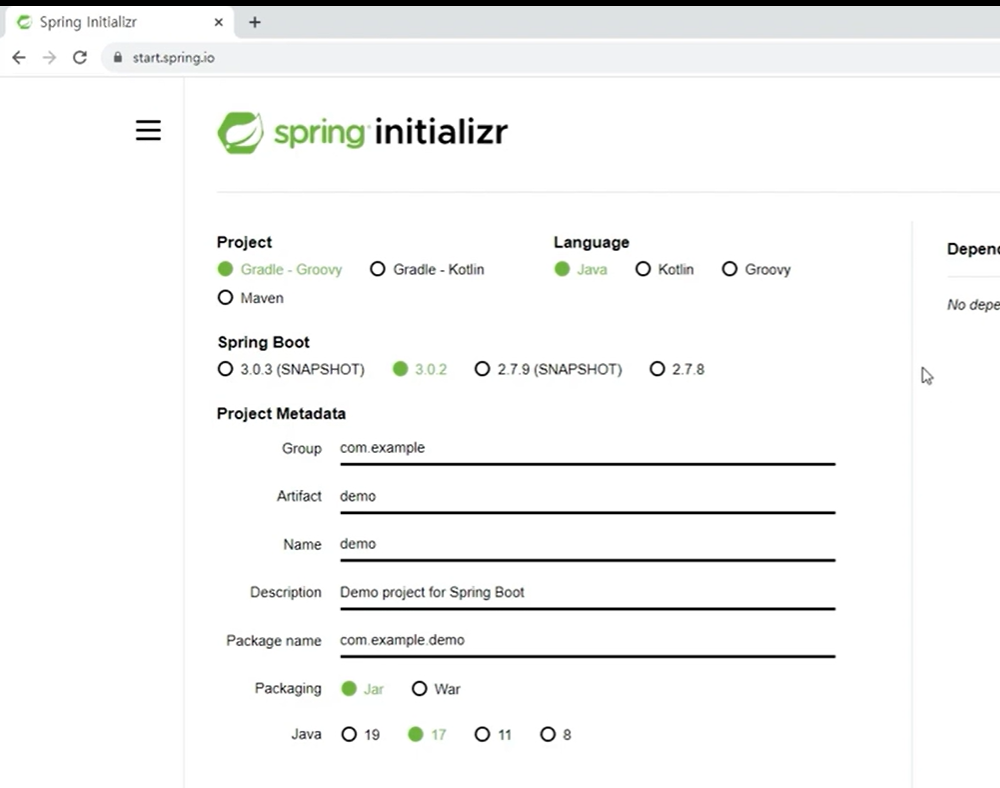 Spring Initializr
start.spring.io
spring initializr
Project
Language
Gradle - Groovy Gradle - Kotlin
Java Kotlin Groovy
Maven
Spring Boot
3.0.3 (SNAPSHOT) 3.0.2 2.7.9 (SNAPSHOT) 2.7.8
Project Metadata
Group com.example
Artifact demo
Name demo
Description Demo project for Spring Boot
Package name com.example.demo
Packaging Jar War
Java 19 17 11 8
Depen
No depe